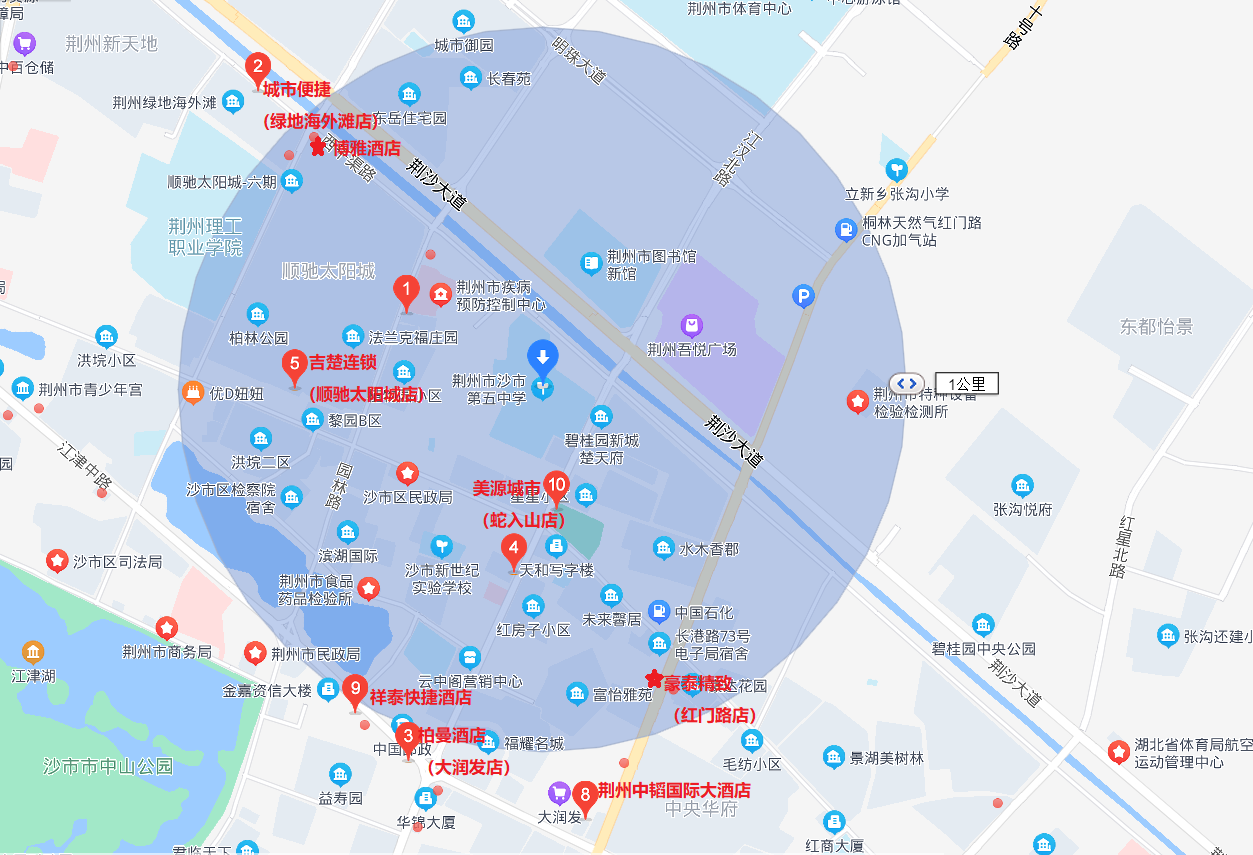 障局
荆州新天地
中百仓储
城市御园
长春苑
明珠大道
荆州市体育中心
十号路
2
城市便捷
(绿地海外滩店)
荆州绿地海外滩
东岳住宅园
博雅酒店
西干渠路
荆沙大道
江汉北路
立新乡张沟小学
顺驰太阳城-六期
荆州理工
职业学院
桐林天然气红门路
CNG加气站
荆州市图书馆
新馆
顺驰太阳城
1
荆州市疾病
预防控制中心
P
柏林公园
法兰克福庄园
荆州吾悦广场
东都怡景
洪垸小区
5
吉楚连锁
(顺驰太阳城店)
荆州市沙市
第五中学
荆州市青少年宫
优D妞妞
1公里
荆州市特种设备
检验检测所
黎园B区
碧桂园新城
楚天府
荆沙大道
江津中路
洪垸二区
园林路
沙市区检察院
宿舍
沙市区民政局
美源城市
10
(蛇入山店)
张沟悦府
红星北路
滨湖国际
4
沙市新世纪
实验学校
天和写字楼
水木香郡
沙市区司法局
荆州市食品
药品检验所
红房子小区
未来馨居
中国石化
长港路73号
电子局宿舍
荆州市商务局
荆州市民政局
碧桂园中央公园
张沟还建小
江津湖
金嘉资信大楼
9
祥泰快捷酒店
云中阁营销中心
富怡雅苑
豪泰精致
(红门路店)
荆沙大道
3
柏曼酒店
(大润发店)
福耀名城
毛纺小区
景湖美树林
湖北省体育局航空
运动管理中心
沙市市中山公园
益寿园
华锦大厦
大润发
8
荆州中韬国际大酒店
中央华府
红商大厦
君临天下